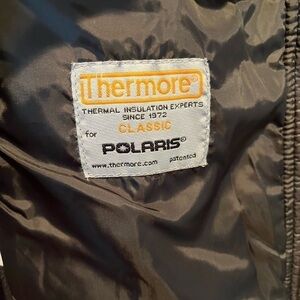 Thermore®
THERMAL INSULATION EXPERTS
SINCE 1972
CLASSIC
for
POLARIS®
www.thermore.com patented